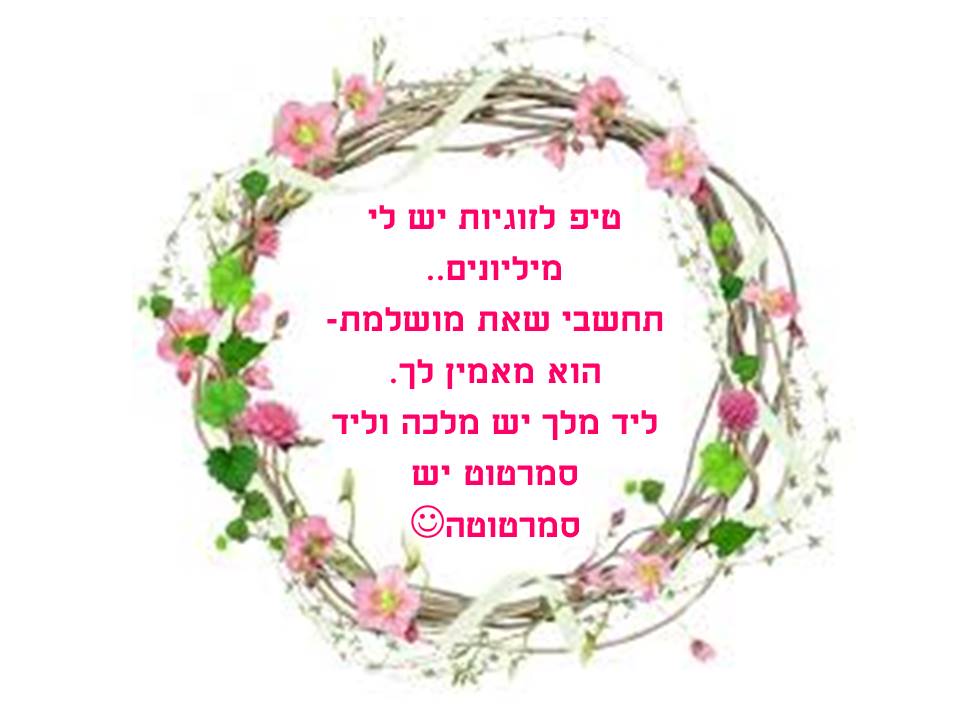 טיפ לזוגיות יש לי
מיליונים..
תחשבי שאת מושלמת-
הוא מאמין לך.
ליד מלך יש מלכה וליד
סמרטוט יש
סמרטוטה☺